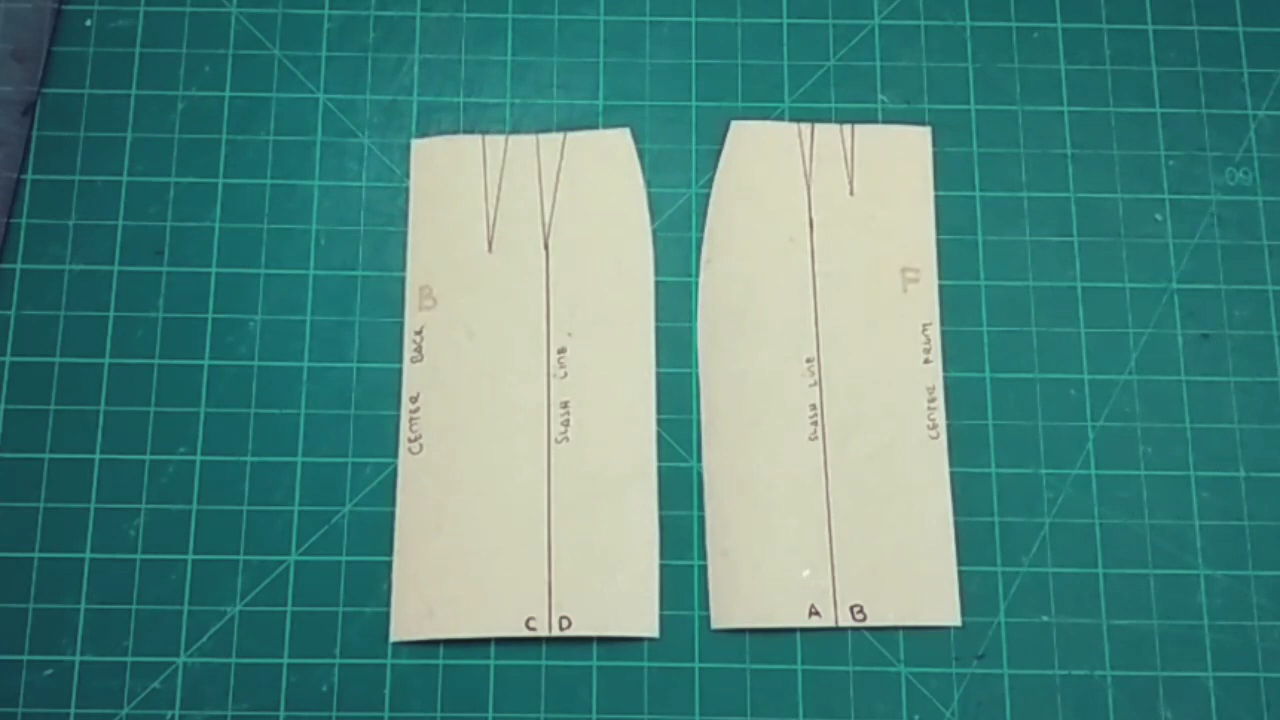 CENTER BACK
SLASH LINE
C D
SLASH LINE
CENTER FRONT
A B